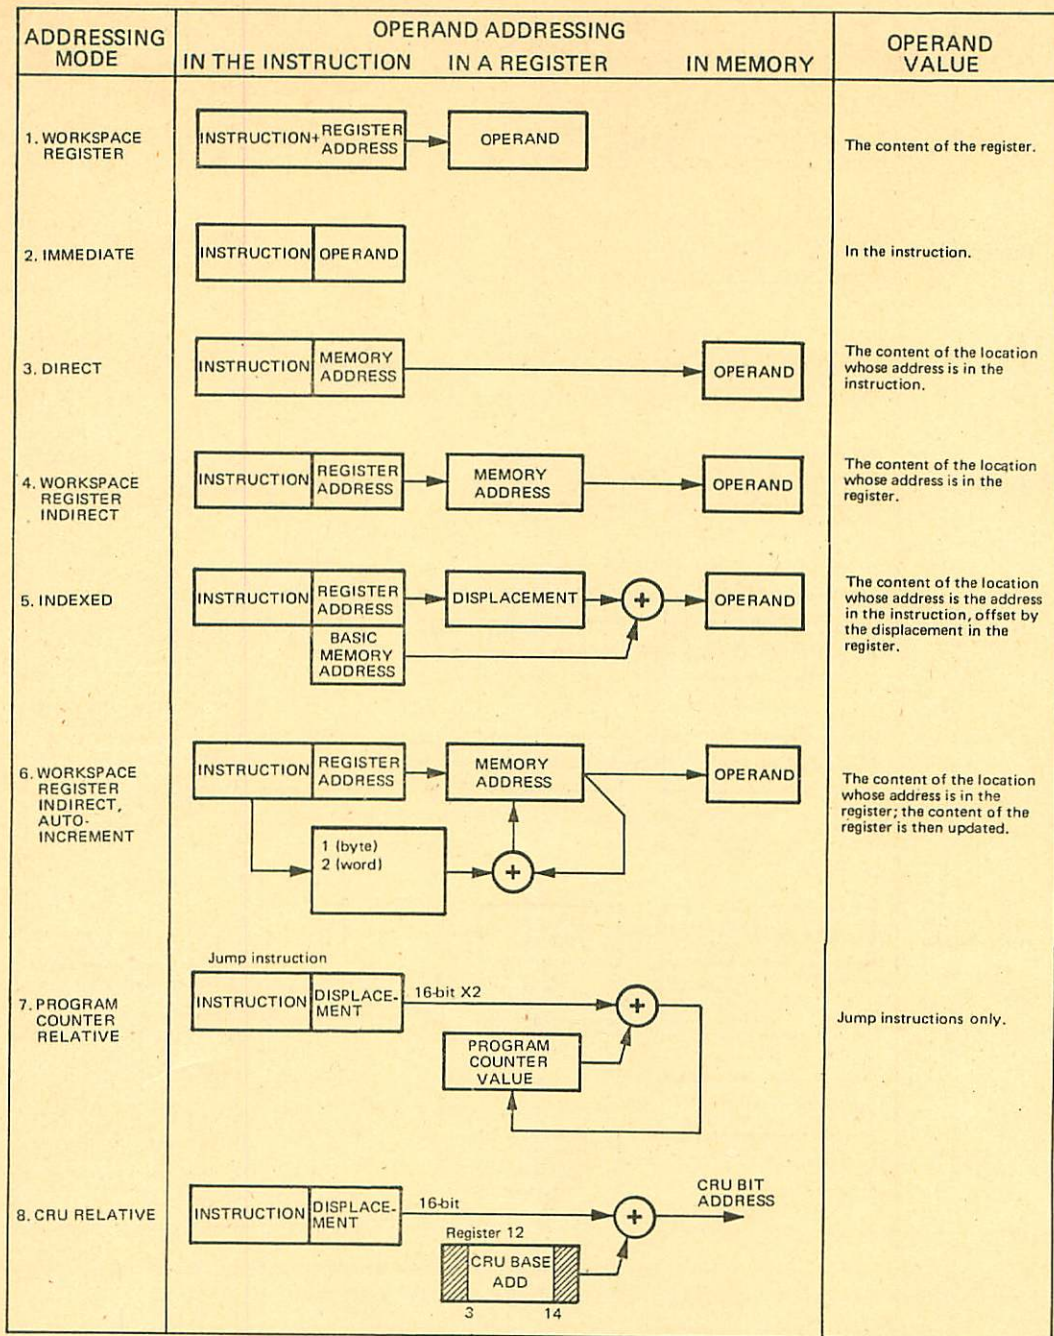 ADDRESSING
MODE
OPERAND ADDRESSING
IN THE INSTRUCTION IN A REGISTER IN MEMORY
OPERAND
VALUE
1. WORKSPACE
REGISTER
INSTRUCTION+ REGISTER
ADDRESS
OPERAND
The content of the register.
2. IMMEDIATE
INSTRUCTION OPERAND
In the instruction.
3. DIRECT
INSTRUCTION
MEMORY
ADDRESS
OPERAND
The content of the location
whose address is in the
instruction.
4. WORKSPACE
REGISTER
INDIRECT
INSTRUCTION
REGISTER
ADDRESS
MEMORY
ADDRESS
OPERAND
The content of the location
whose address is in the
register.
5. INDEXED
INSTRUCTION
REGISTER
ADDRESS
BASIC
MEMORY
ADDRESS
DISPLACEMENT
+
OPERAND
The content of the location
whose address is the address
in the instruction, offset by
the displacement in the
register.
6. WORKSPACE
REGISTER
INDIRECT,
AUTO-
INCREMENT
INSTRUCTION
REGISTER
ADDRESS
MEMORY
ADDRESS
OPERAND
1 (byte)
2 (word)
+
The content of the location
whose address is in the
register; the content of the
register is then updated.
7. PROGRAM
COUNTER
RELATIVE
Jump instruction
INSTRUCTION
DISPLACE-
MENT
16-bit X2
+
PROGRAM
COUNTER
VALUE
Jump instructions only.
8. CRU RELATIVE
INSTRUCTION
DISPLACE-
MENT
16-bit
+
CRU BIT
ADDRESS
Register 12
CRU BASE
ADD
3 14